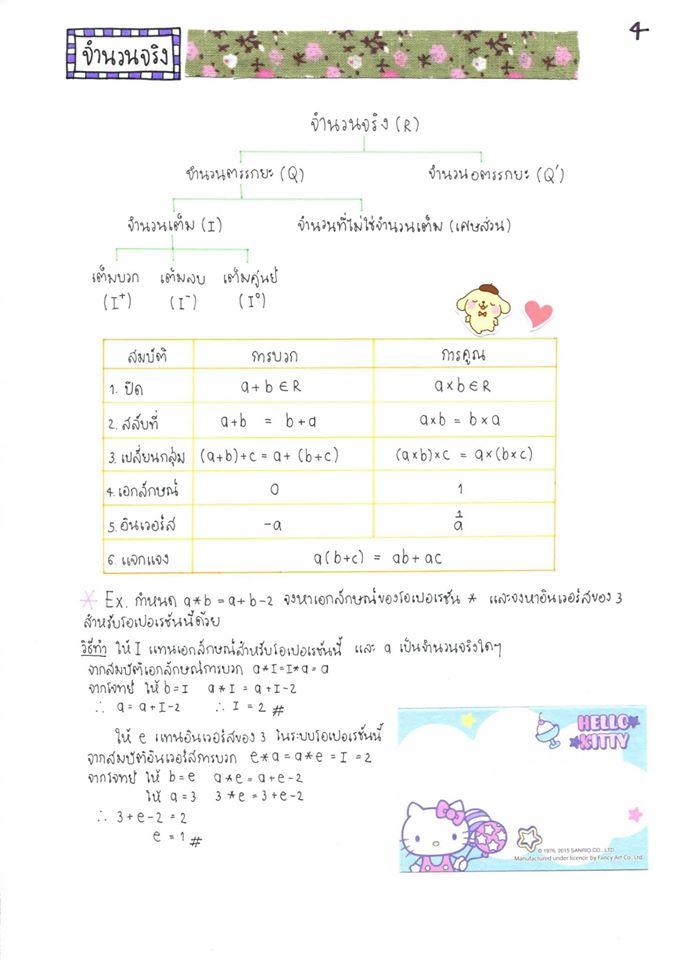 จำนวนจริง
4
จำนวนจริง (R)
จำนวนตรรกยะ (Q) จำนวนอตรรกยะ (Q′)
จำนวนเต็ม (I) จำนวนที่ไม่ใช่จำนวนเต็ม (เศษส่วน)
เต็มบวก เต็มลบ เต็มศูนย์
(I⁺) (I⁻) (I⁰)
สมบัติ การบวก การคูณ
1. ปิด a+b ∈ R a×b ∈ R
2. สลับที่ a+b = b+a a×b = b×a
3. เปลี่ยนกลุ่ม (a+b)+c = a+(b+c) (a×b)×c = a×(b×c)
4. เอกลักษณ์ 0 1
5. อินเวอร์ส -a 1/a
6. แจกแจง a(b+c) = ab+ac
* Ex. กำหนด a*b = a+b-2 จงหาเอกลักษณ์ของโอเปอเรชัน * และจงหาอินเวอร์สของ 3
สำหรับโอเปอเรชันนี้ด้วย
วิธีทำ ให้ I แทนเอกลักษณ์สำหรับโอเปอเรชันนี้ และ a เป็นจำนวนจริงใดๆ
จากสมบัติเอกลักษณ์การบวก a*I = I*a = a
จากโจทย์ ให้ b=I a*I = a+I-2
∴ a = a+I-2 ∴ I = 2 #
ให้ e แทนอินเวอร์สของ 3 ในระบบโอเปอเรชันนี้
จากสมบัติอินเวอร์สการบวก e*a = a*e = I = 2
จากโจทย์ ให้ b=e a*e = a+e-2
ให้ a=3 3*e = 3+e-2
∴ 3+e-2 = 2
e = 1 #
HELLO
KITTY
© 1976, 2015 SANRIO CO., LTD.
Manufactured under licence by Fancy Art Co., Ltd.